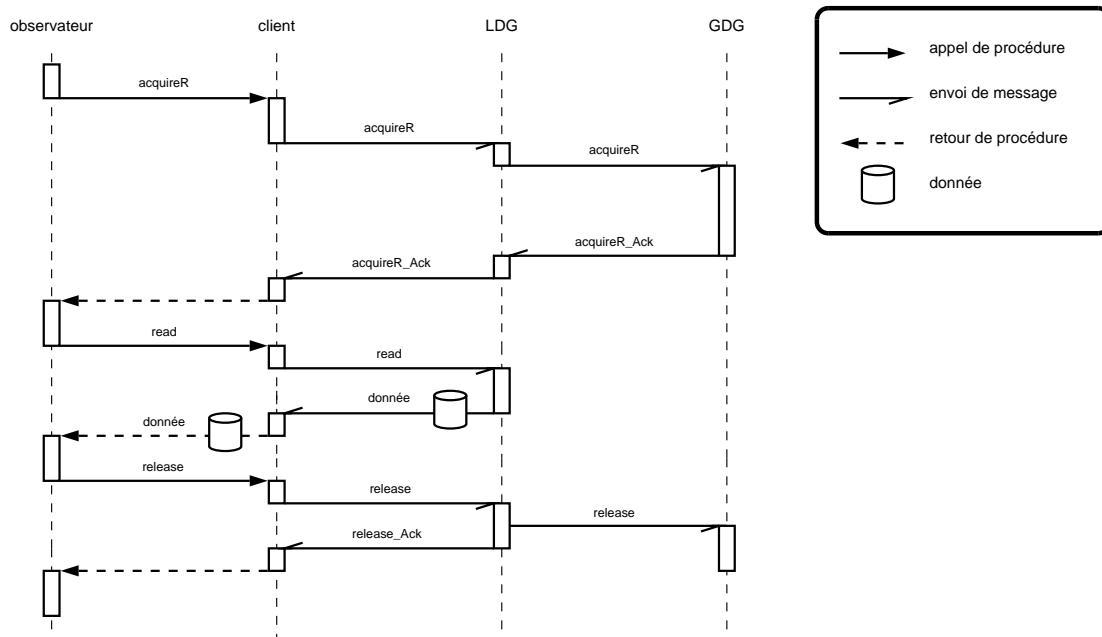 observateur
client
LDG
GDG
appel de procédure
envoi de message
retour de procédure
donnée
acquireR
acquireR
acquireR
acquireR_Ack
acquireR_Ack
read
read
donnée
donnée
release
release
release
release_Ack